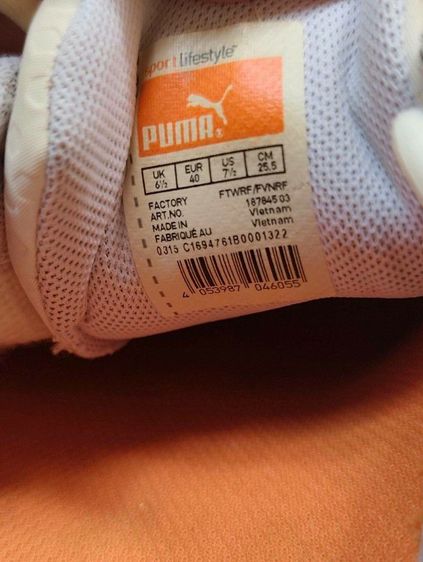 sport lifestyle™
PUMA®
UK EUR US CM
6½ 40 7½ 25.5
FACTORY FTWRF/FVNRF
ART.NO. 187845 03
MADE IN Vietnam
FABRIQUÉ AU Vietnam
0315 C1694761B0001322
4 053987 046055